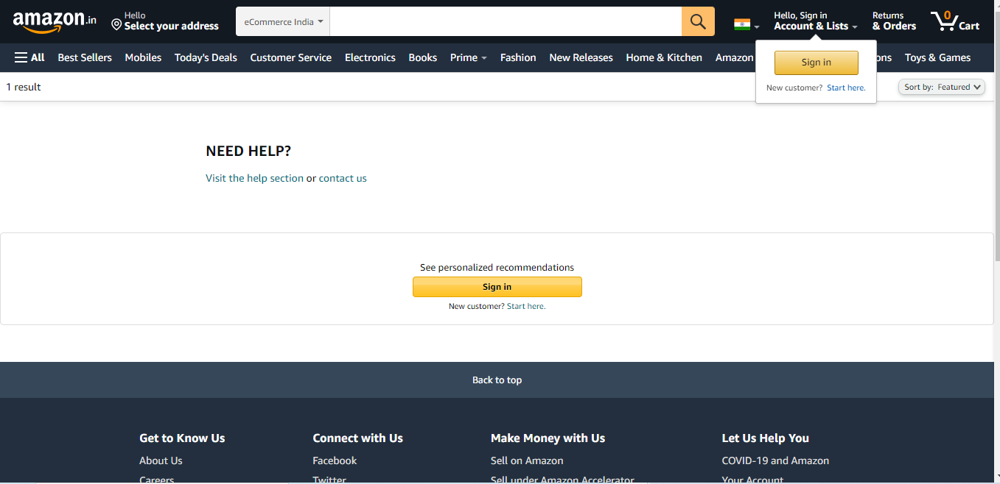 amazon.in
Hello
Select your address
eCommerce India
Hello, Sign in
Account & Lists
Returns
& Orders
0
Cart
All Best Sellers Mobiles Today's Deals Customer Service Electronics Books Prime Fashion New Releases Home & Kitchen Amazon ons Toys & Games
Sign in
New customer? Start here.
1 result
Sort by: Featured
NEED HELP?
Visit the help section or contact us
See personalized recommendations
Sign in
New customer? Start here.
Back to top
Get to Know Us Connect with Us Make Money with Us Let Us Help You
About Us Facebook Sell on Amazon COVID-19 and Amazon
Careers Twitter Sell under Amazon Accelerator Your Account